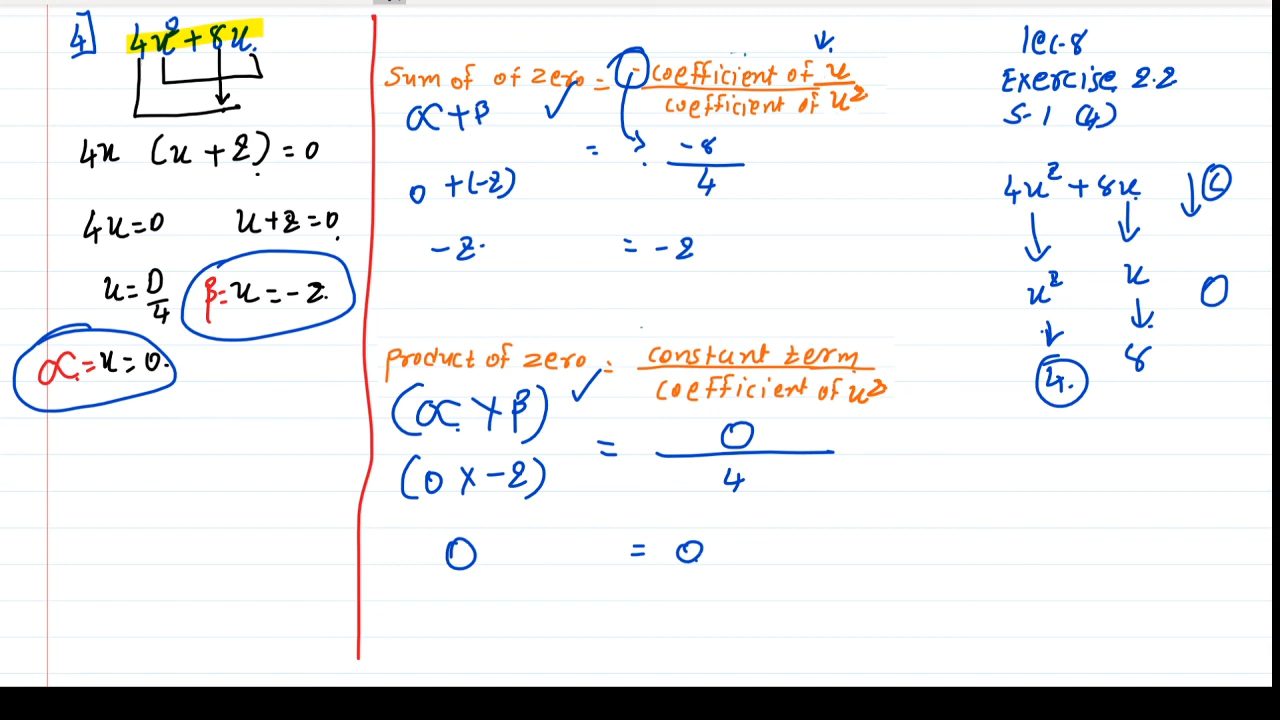 4] 4u² + 8u.
4u (u + 2) = 0
4u = 0 u + 2 = 0
u = 0/4 β = u = -2
α = u = 0.
Sum of of zero = - coefficient of u / coefficient of u²
α + β
= -8/4
0 + (-2)
-2 = -2
product of zero = constant term / coefficient of u²
(α × β)
= 0/4
(0 × -2)
0 = 0
lec-8
Exercise 2.2
S-1 (4)
4u² + 8u c
u² u 0
4. 8